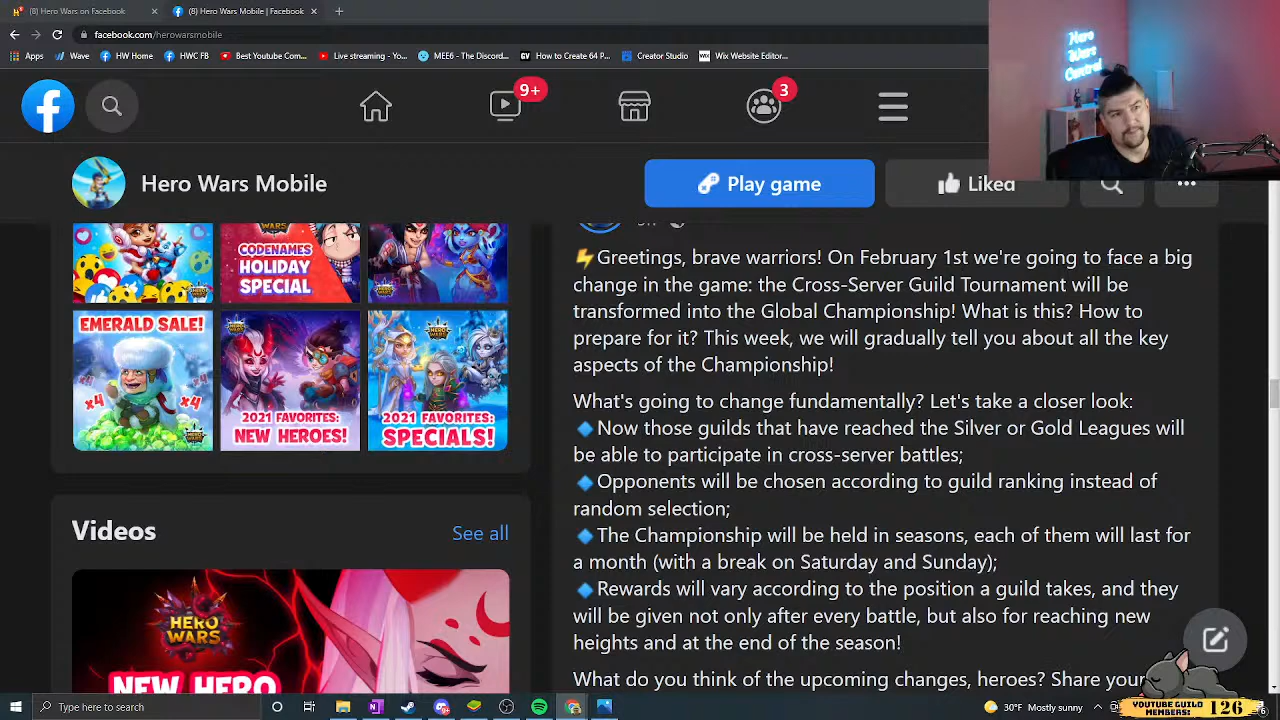 (8) Hero Wars on Facebook
(8) Hero Wars Mobile | Facebook
facebook.com/herowarsmobile
Apps
Wave
HW Home
HWC FB
Best Youtube Com...
Live streaming - Yo...
MEE6 - The Discord...
GV How to Create 64 P...
Creator Studio
WIX Wix Website Editor...
Hero Wars Central
9+
3
Hero Wars Mobile
Play game
Liked
WARS
CODENAMES
HOLIDAY
SPECIAL
EMERALD SALE!
x4
x4
HERO WARS
2021 FAVORITES:
NEW HEROES!
HERO WARS
2021 FAVORITES:
SPECIALS!
Videos
See all
HERO
WARS
NEW HERO
⚡Greetings, brave warriors! On February 1st we're going to face a big
change in the game: the Cross-Server Guild Tournament will be
transformed into the Global Championship! What is this? How to
prepare for it? This week, we will gradually tell you about all the key
aspects of the Championship!
What's going to change fundamentally? Let's take a closer look:
🔹Now those guilds that have reached the Silver or Gold Leagues will
be able to participate in cross-server battles;
🔹Opponents will be chosen according to guild ranking instead of
random selection;
🔹The Championship will be held in seasons, each of them will last for
a month (with a break on Saturday and Sunday);
🔹Rewards will vary according to the position a guild takes, and they
will be given not only after every battle, but also for reaching new
heights and at the end of the season!
What do you think of the upcoming changes, heroes? Share your
Type here to search
30°F Mostly sunny
YOUTUBE GUILD
MEMBERS:
126